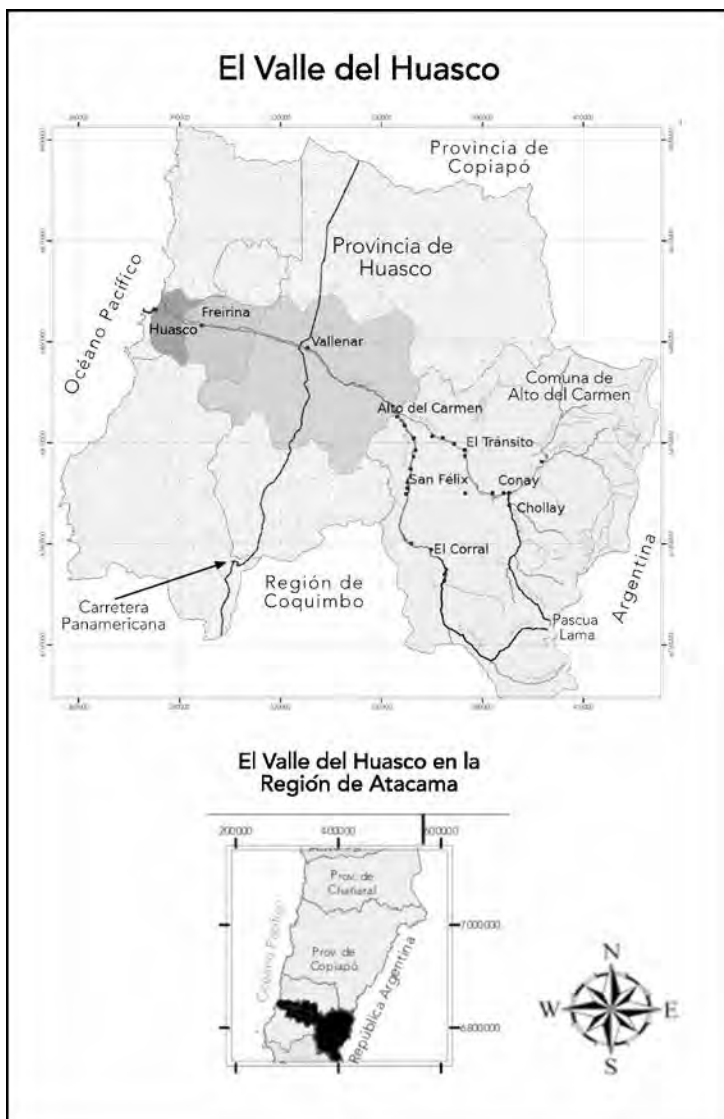 El Valle del Huasco
Provincia de
Copiapó
Provincia de
Huasco
Océano Pacífico
Freirina
Huasco
Vallenar
Comuna de
Alto del Carmen
Alto del Carmen
El Tránsito
San Félix
Conay
Chollay
El Corral
Argentina
Región de
Coquimbo
Carretera
Panamericana
Pascua
Lama
El Valle del Huasco en la
Región de Atacama
200000 400000 600000
Prov. de
Chañaral
Océano Pacífico
7000000
Prov. de
Copiapó
República Argentina
6800000
N
W E
S